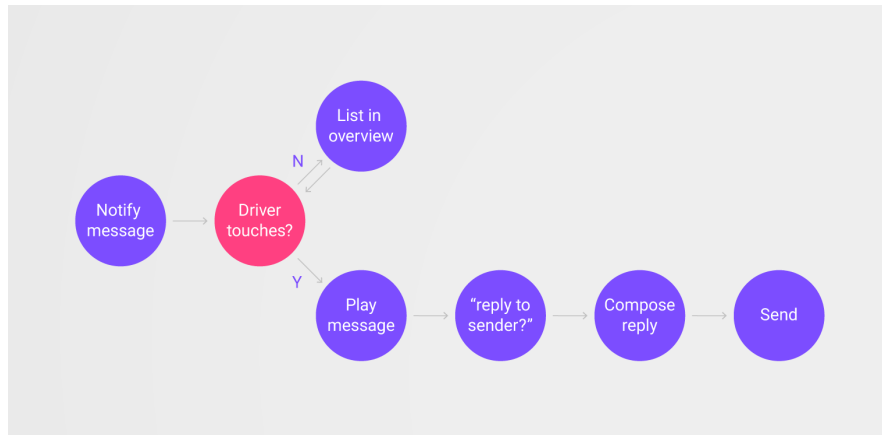 List in
overview
N
Notify
message
Driver
touches?
Y
Play
message
“reply to
sender?”
Compose
reply
Send